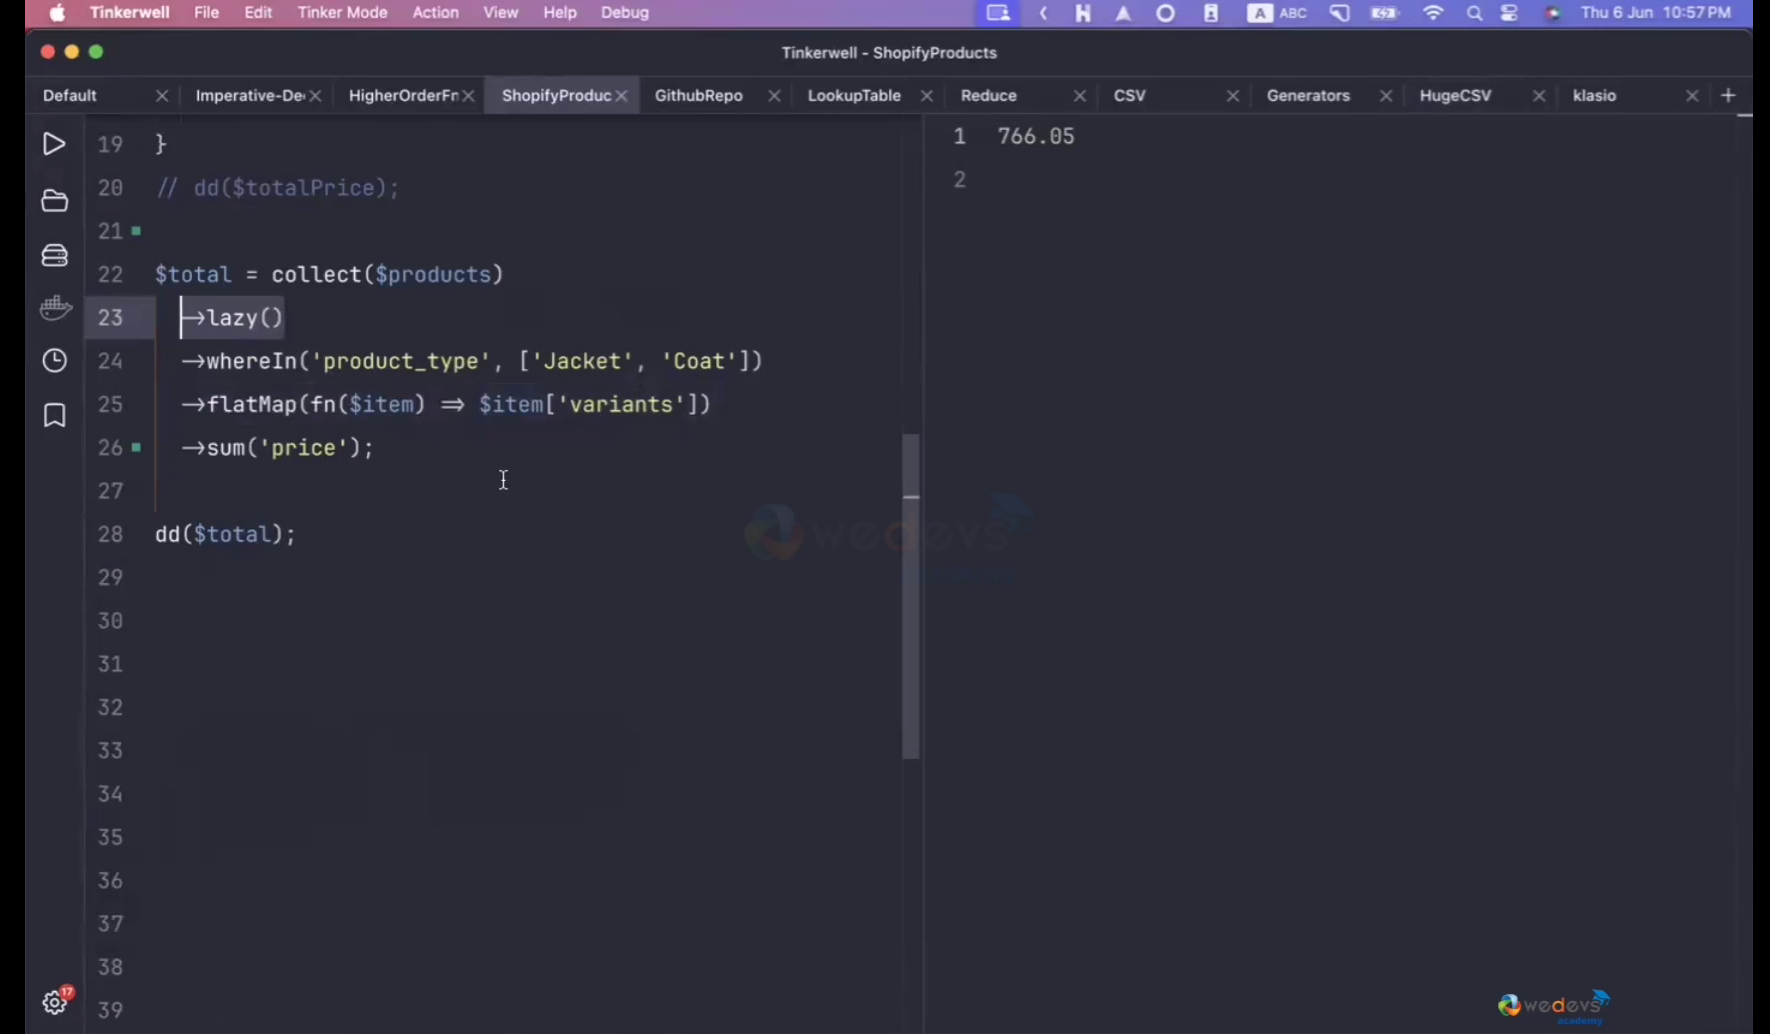 Tinkerwell File Edit Tinker Mode Action View Help Debug ABC Thu 6 Jun 10:57 PM
Tinkerwell - ShopifyProducts
Default Imperative-De HigherOrderFn ShopifyProduc GithubRepo LookupTable Reduce CSV Generators HugeCSV klasio
19 }
20 // dd($totalPrice);
21
22 $total = collect($products)
23 ->lazy()
24 ->whereIn('product_type', ['Jacket', 'Coat'])
25 ->flatMap(fn($item) => $item['variants'])
26 ->sum('price');
27
28 dd($total);
29
30
31
32
33
34
35
36
37
38
39
1 766.05
2
wedevs
17
wedevs
academy